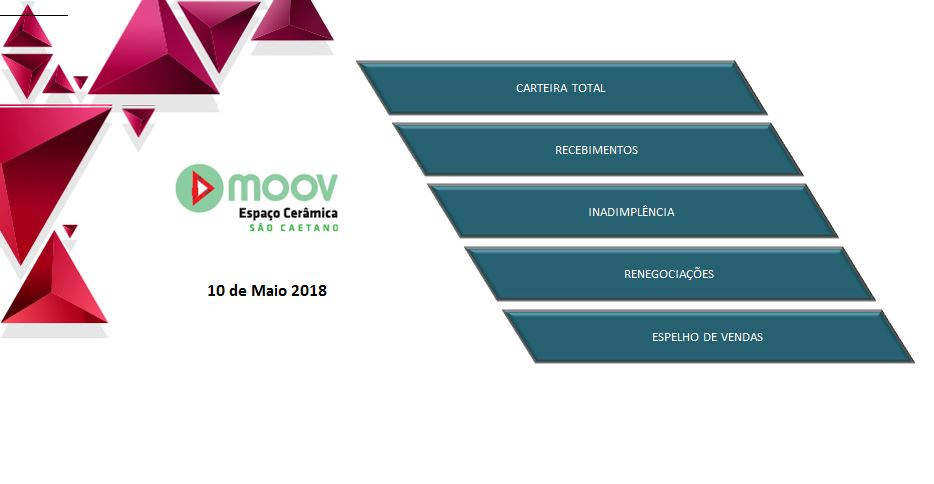 moov
Espaço Cerâmica
SÃO CAETANO
10 de Maio 2018
CARTEIRA TOTAL
RECEBIMENTOS
INADIMPLÊNCIA
RENEGOCIAÇÕES
ESPELHO DE VENDAS